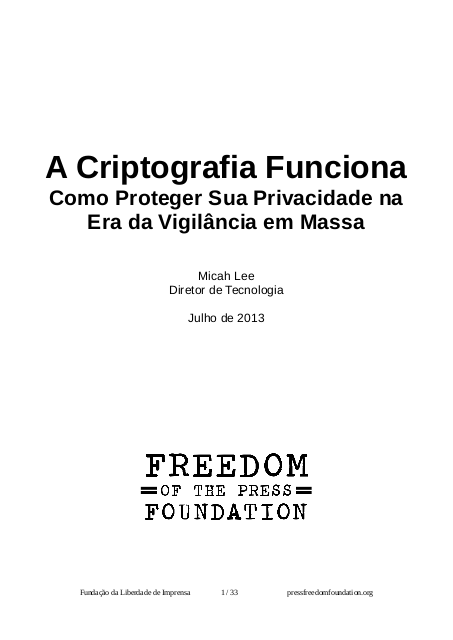 A Criptografia Funciona
Como Proteger Sua Privacidade na
Era da Vigilância em Massa
Micah Lee
Diretor de Tecnologia
Julho de 2013
FREEDOM
OF THE PRESS
FOUNDATION
Fundação da Liberdade de Imprensa 1 / 33 pressfreedomfoundation.org